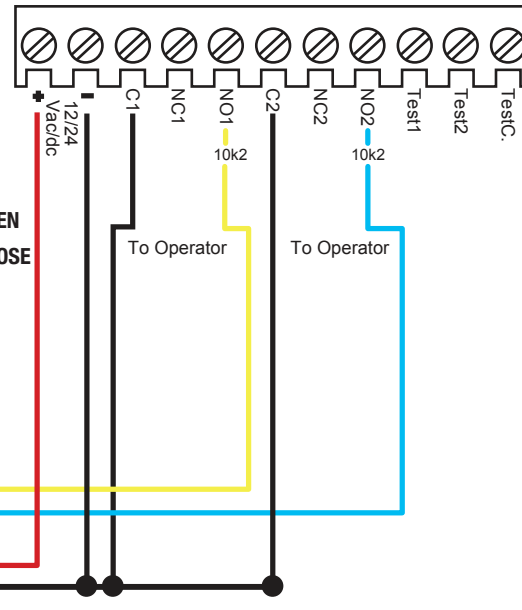 +
12/24
Vac/dc
-
C1
NC1
NO1
C2
NC2
NO2
Test1
Test2
TestC.
10k2
10k2
EN
OSE
To Operator
To Operator